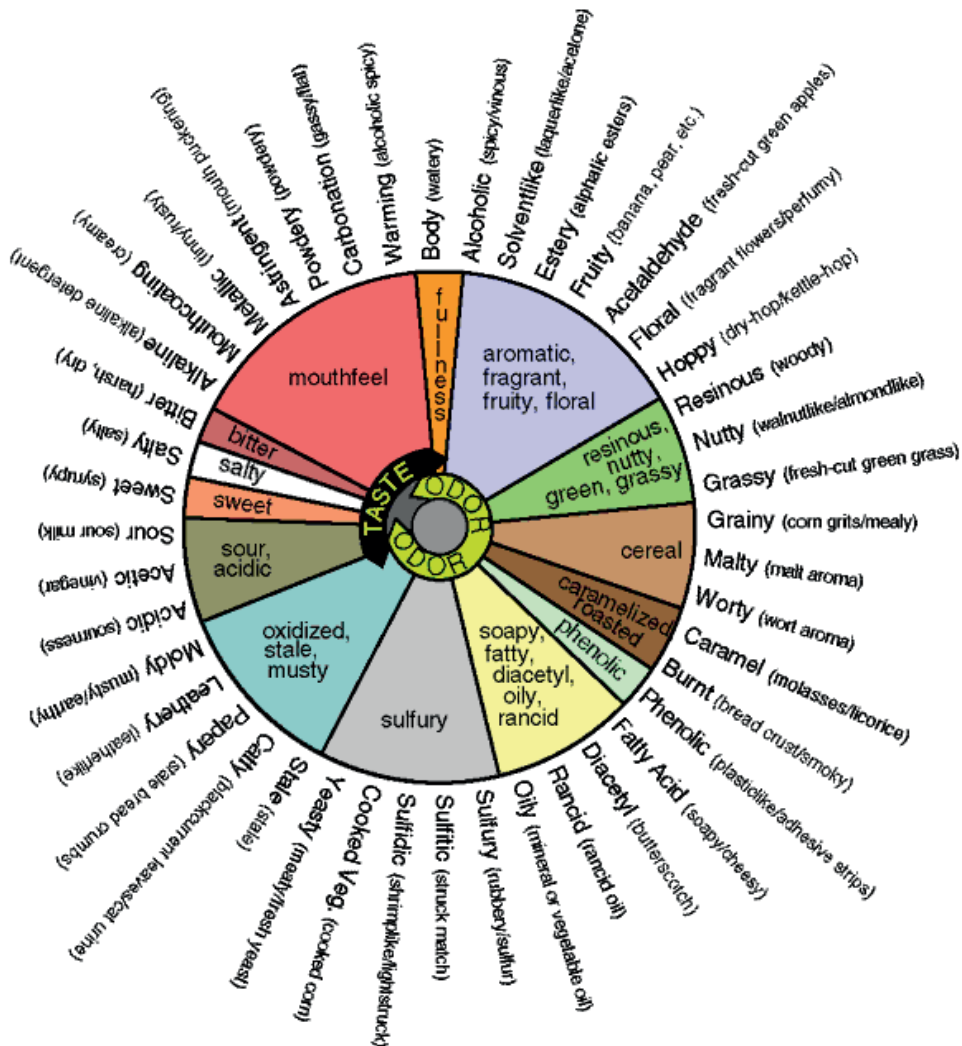 Body (watery)
Alcoholic (spicy/vinous)
Solventlike (laquerlike/acetone)
Estery (alphatic esters)
Fruity (banana, pear, etc.)
Acetaldehyde (fresh-cut green apples)
Floral (fragrant flowers/perfumy)
Hoppy (dry-hop/kettle-hop)
Resinous (woody)
Nutty (walnutlike/almondlike)
Grassy (fresh-cut green grass)
Grainy (corn grits/mealy)
Malty (malt aroma)
Worty (wort aroma)
Caramel (molasses/licorice)
Burnt (bread crust/smoky)
Phenolic (plasticlike/adhesive strips)
Fatty Acid (soapy/cheesy)
Diacetyl (butterscotch)
Rancid (rancid oil)
Oily (mineral or vegetable oil)
Sulfury (rubbery/sulfur)
Sulfitic (struck match)
Sulfidic (shrimplike/lightstruck)
Cooked Veg. (cooked corn)
Yeasty (meaty/fresh yeast)
Stale (stale)
Catty (blackcurrent leaves/cat urine)
Papery (stale bread crumbs)
Leathery (leatherlike)
Moldy (musty/earthy)
Acidic (sourness)
Acetic (vinegar)
Sour (sour milk)
Sweet (syrupy)
Salty (salty)
Bitter (harsh, dry)
Alkaline (alkaline detergent)
Mouthcoating (creamy)
Metallic (tinny/rusty)
Astringent (mouth puckering)
Powdery (powdery)
Carbonation (gassy/flat)
Warming (alcoholic spicy)
fullness
aromatic,
fragrant,
fruity, floral
resinous,
nutty,
green, grassy
cereal
caramelized
roasted
phenolic
soapy,
fatty,
diacetyl,
oily,
rancid
sulfury
oxidized,
stale,
musty
sour,
acidic
sweet
salty
bitter
mouthfeel
TASTE
ODOR
ODOR